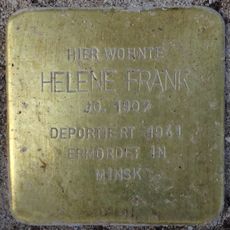 HIER WOHNTE
HELENE FRANK
JG. 1907
DEPORTIERT 1941
ERMORDET IN
MINSK